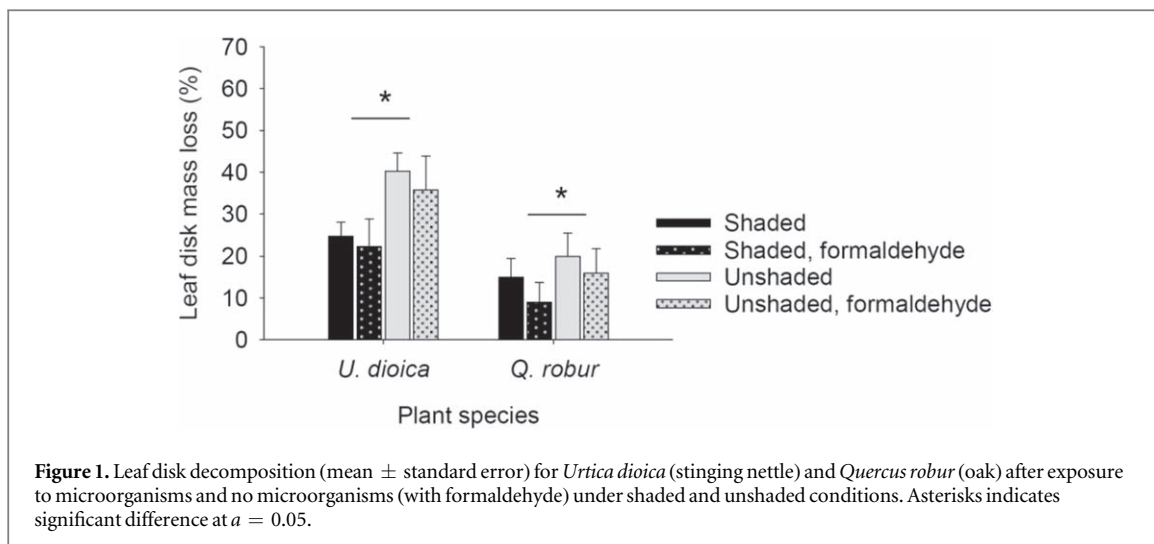 70
60
50
40
30
20
10
0
Leaf disk mass loss (%)
*
*
Shaded
Shaded, formaldehyde
Unshaded
Unshaded, formaldehyde
U. dioica
Q. robur
Plant species
Figure 1. Leaf disk decomposition (mean ± standard error) for Urtica dioica (stinging nettle) and Quercus robur (oak) after exposure
to microorganisms and no microorganisms (with formaldehyde) under shaded and unshaded conditions. Asterisks indicates
significant difference at a = 0.05.